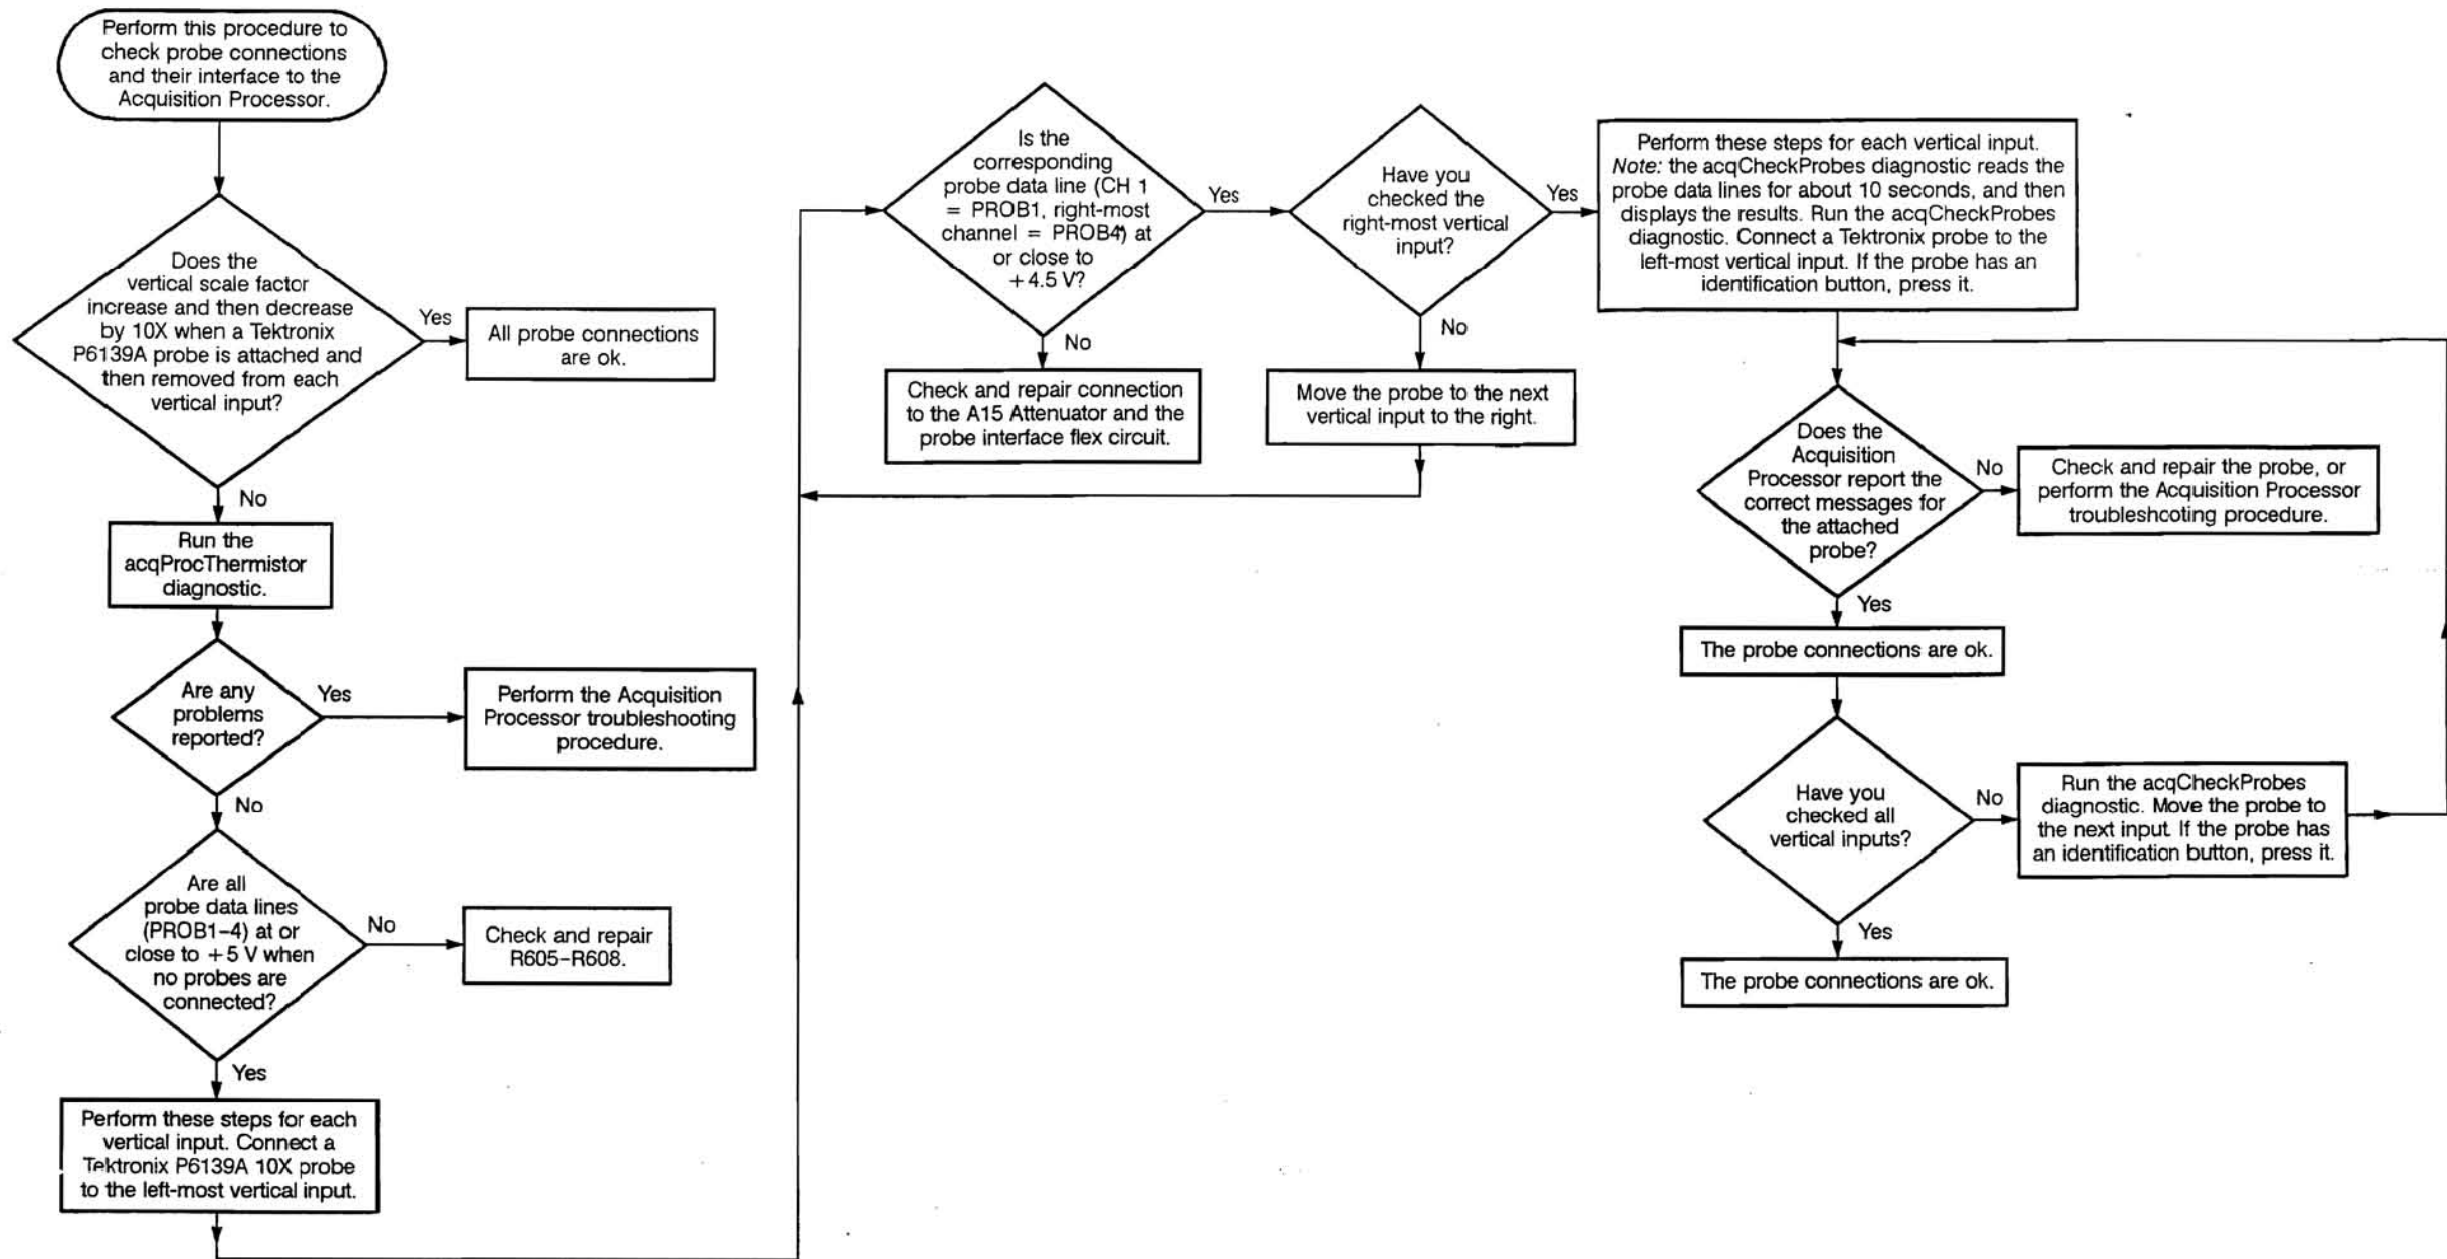 Perform this procedure to
check probe connections
and their interface to the
Acquisition Processor.
Does the
vertical scale factor
increase and then decrease
by 10X when a Tektronix
P6139A probe is attached and
then removed from each
vertical input?
Yes
All probe connections
are ok.
No
Run the
acqProcThermistor
diagnostic.
Are any
problems
reported?
Yes
Perform the Acquisition
Processor troubleshooting
procedure.
No
Are all
probe data lines
(PROB1–4) at or
close to +5 V when
no probes are
connected?
No
Check and repair
R605–R608.
Yes
Perform these steps for each
vertical input. Connect a
Tektronix P6139A 10X probe
to the left-most vertical input.
Is the
corresponding
probe data line (CH 1
= PROB1, right-most
channel = PROB4) at
or close to
+4.5 V?
Yes
No
Check and repair connection
to the A15 Attenuator and the
probe interface flex circuit.
Have you
checked the
right-most vertical
input?
Yes
No
Move the probe to the next
vertical input to the right.
Perform these steps for each vertical input.
Note: the acqCheckProbes diagnostic reads the
probe data lines for about 10 seconds, and then
displays the results. Run the acqCheckProbes
diagnostic. Connect a Tektronix probe to the
left-most vertical input. If the probe has an
identification button, press it.
Does the
Acquisition
Processor report the
correct messages for
the attached
probe?
No
Check and repair the probe, or
perform the Acquisition Processor
troubleshooting procedure.
Yes
The probe connections are ok.
Have you
checked all
vertical inputs?
No
Run the acqCheckProbes
diagnostic. Move the probe to
the next input. If the probe has
an identification button, press it.
Yes
The probe connections are ok.